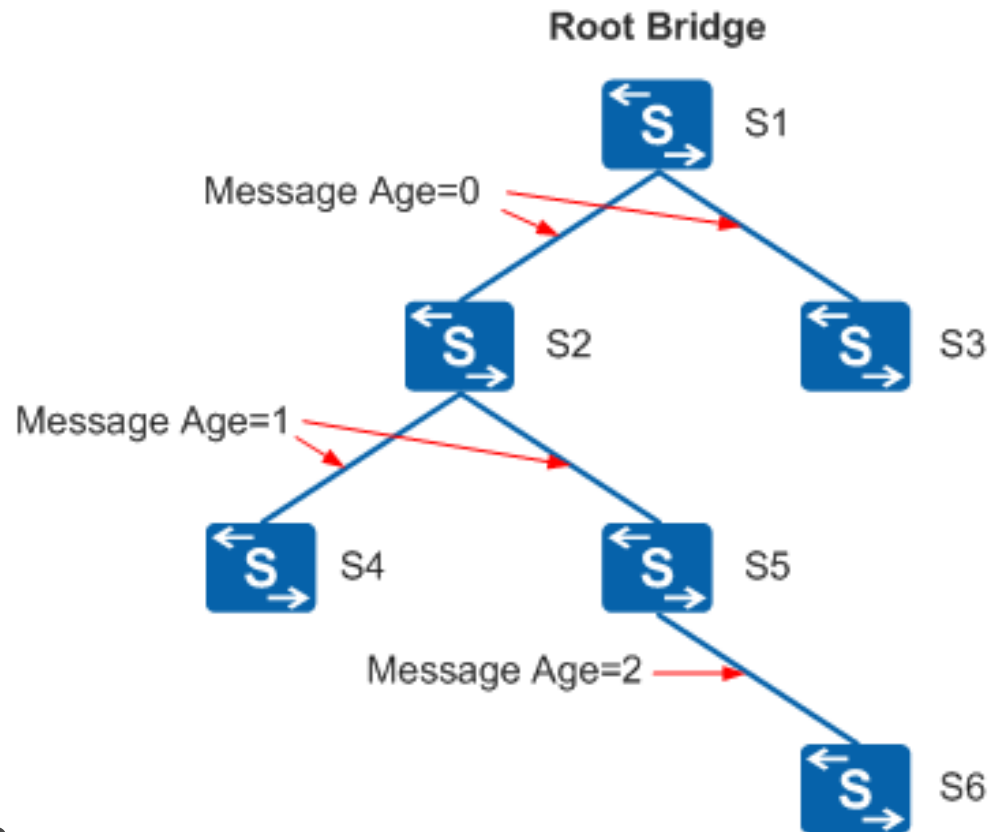 Root Bridge
S
S1
Message Age=0
S
S2
S
S3
Message Age=1
S
S4
S
S5
Message Age=2
S
S6